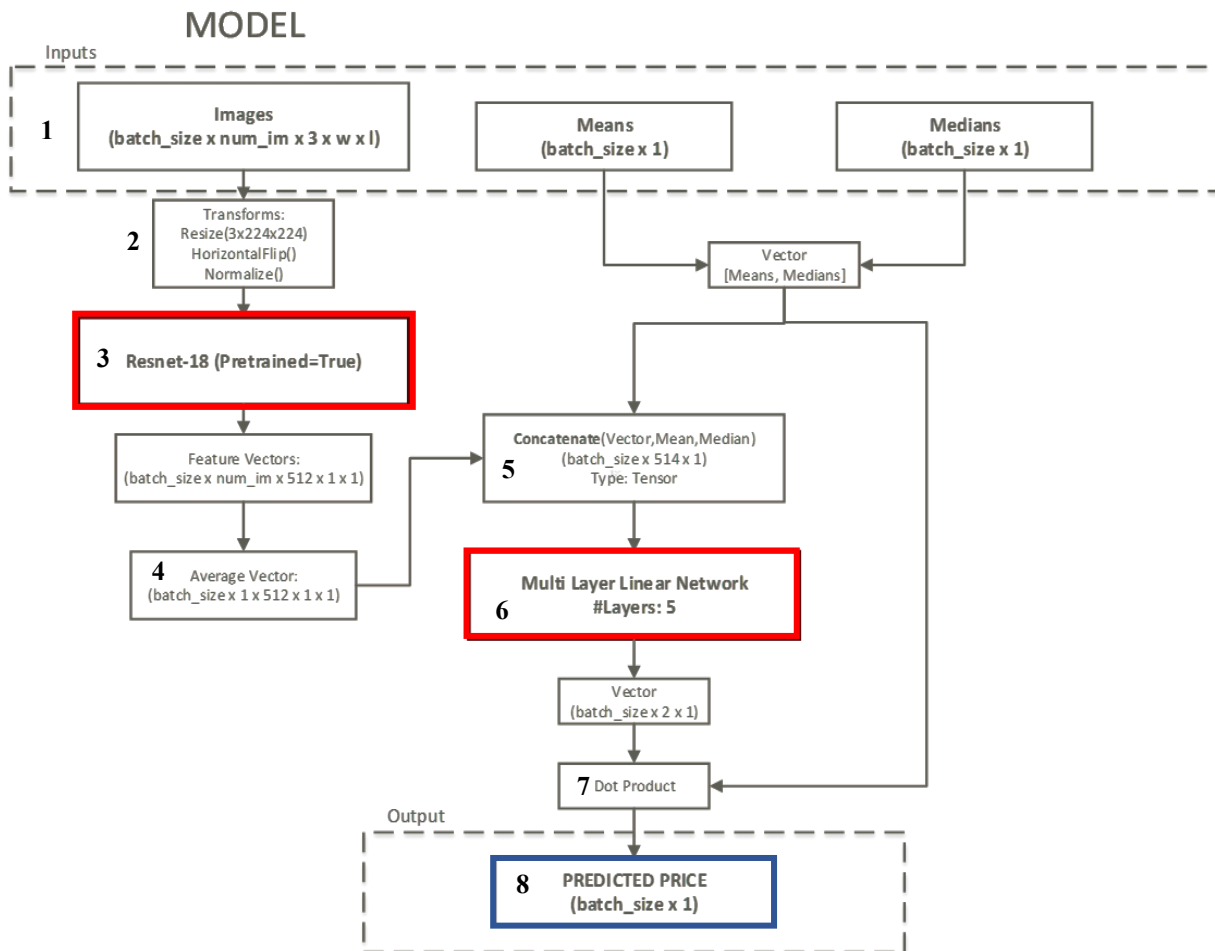 MODEL
Inputs
1
Images
(batch_size x num_im x 3 x w x l)
Means
(batch_size x 1)
Medians
(batch_size x 1)
2
Transforms:
Resize(3x224x224)
HorizontalFlip()
Normalize()
Vector
[Means, Medians]
3
Resnet-18 (Pretrained=True)
Feature Vectors:
(batch_size x num_im x 512 x 1 x 1)
4
Average Vector:
(batch_size x 1 x 512 x 1 x 1)
5
Concatenate(Vector,Mean,Median)
(batch_size x 514 x 1)
Type: Tensor
6
Multi Layer Linear Network
#Layers: 5
Vector
(batch_size x 2 x 1)
7
Dot Product
Output
8
PREDICTED PRICE
(batch_size x 1)